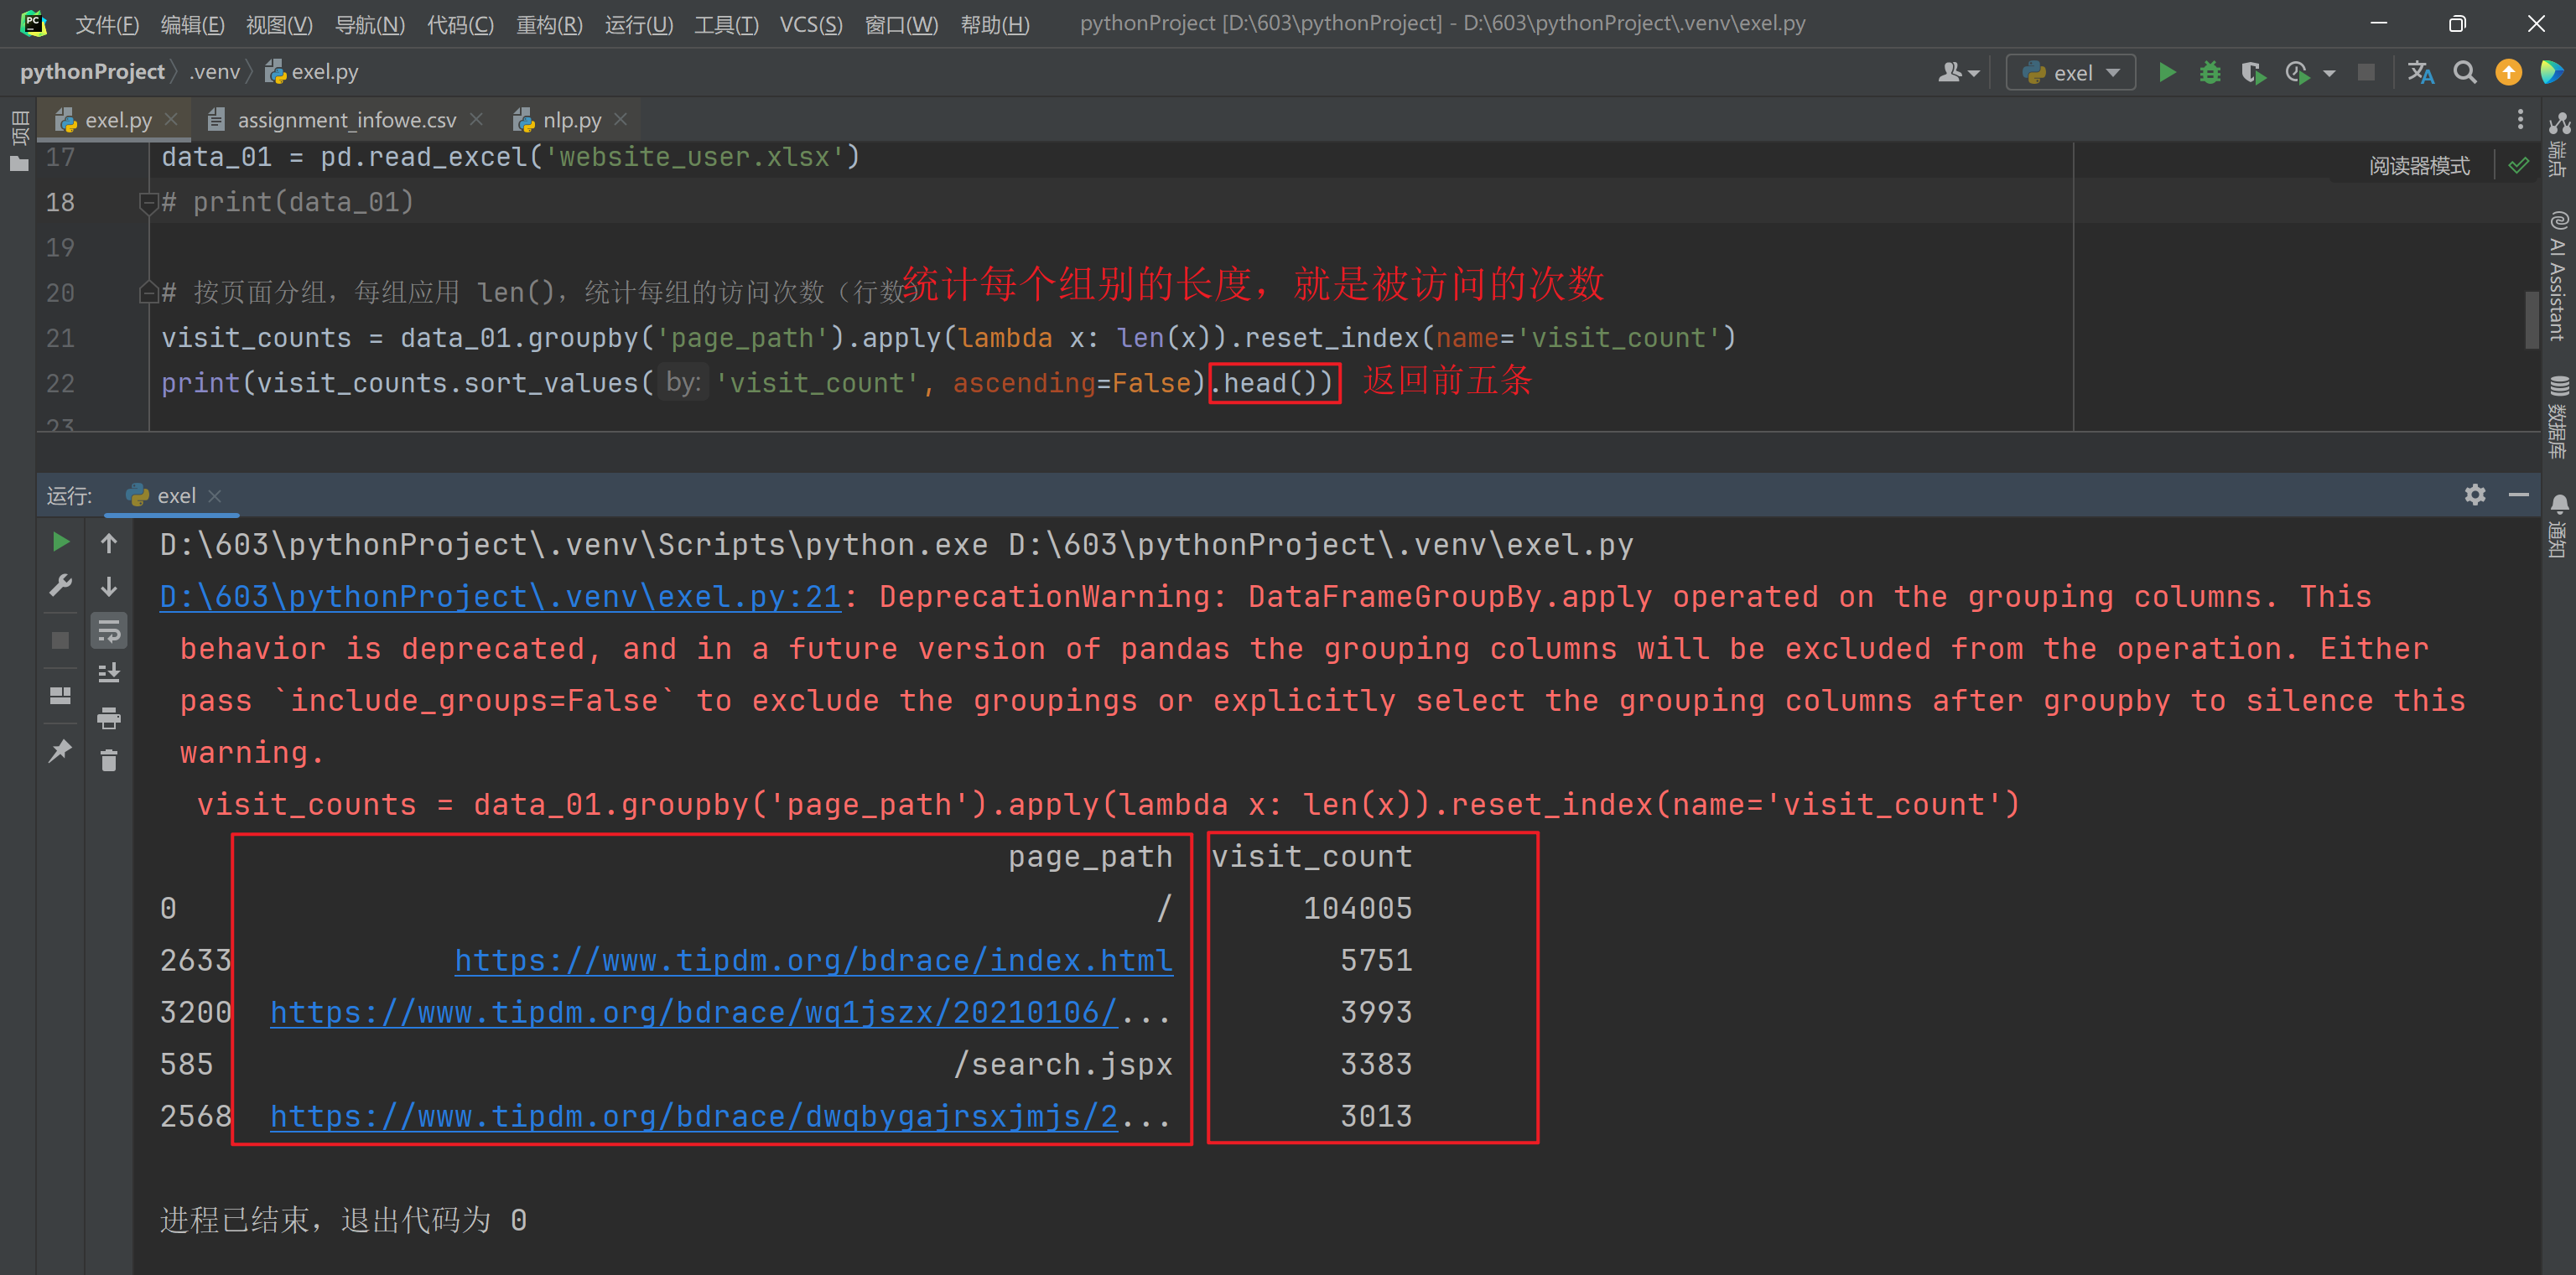 文件(F) 编辑(E) 视图(V) 导航(N) 代码(C) 重构(R) 运行(U) 工具(T) VCS(S) 窗口(W) 帮助(H) pythonProject [D:\603\pythonProject] - D:\603\pythonProject\.venv\exel.py
pythonProject .venv exel.py
exel
项目
exel.py assignment_infowe.csv nlp.py
17 data_01 = pd.read_excel('website_user.xlsx')
阅读器模式
18 # print(data_01)
19
20 # 按页面分组，每组应用 len()，统计每组的访问次数（行数
统计每个组别的长度，就是被访问的次数
21 visit_counts = data_01.groupby('page_path').apply(lambda x: len(x)).reset_index(name='visit_count')
22 print(visit_counts.sort_values( by: 'visit_count', ascending=False).head())
返回前五条
23
端点
AI Assistant
数据库
通知
运行: exel
D:\603\pythonProject\.venv\Scripts\python.exe D:\603\pythonProject\.venv\exel.py
D:\603\pythonProject\.venv\exel.py:21: DeprecationWarning: DataFrameGroupBy.apply operated on the grouping columns. This
behavior is deprecated, and in a future version of pandas the grouping columns will be excluded from the operation. Either
pass `include_groups=False` to exclude the groupings or explicitly select the grouping columns after groupby to silence this
warning.
visit_counts = data_01.groupby('page_path').apply(lambda x: len(x)).reset_index(name='visit_count')
page_path visit_count
0 / 104005
2633 https://www.tipdm.org/bdrace/index.html 5751
3200 https://www.tipdm.org/bdrace/wq1jszx/20210106/... 3993
585 /search.jspx 3383
2568 https://www.tipdm.org/bdrace/dwqbygajrsxjmjs/2... 3013
进程已结束，退出代码为 0